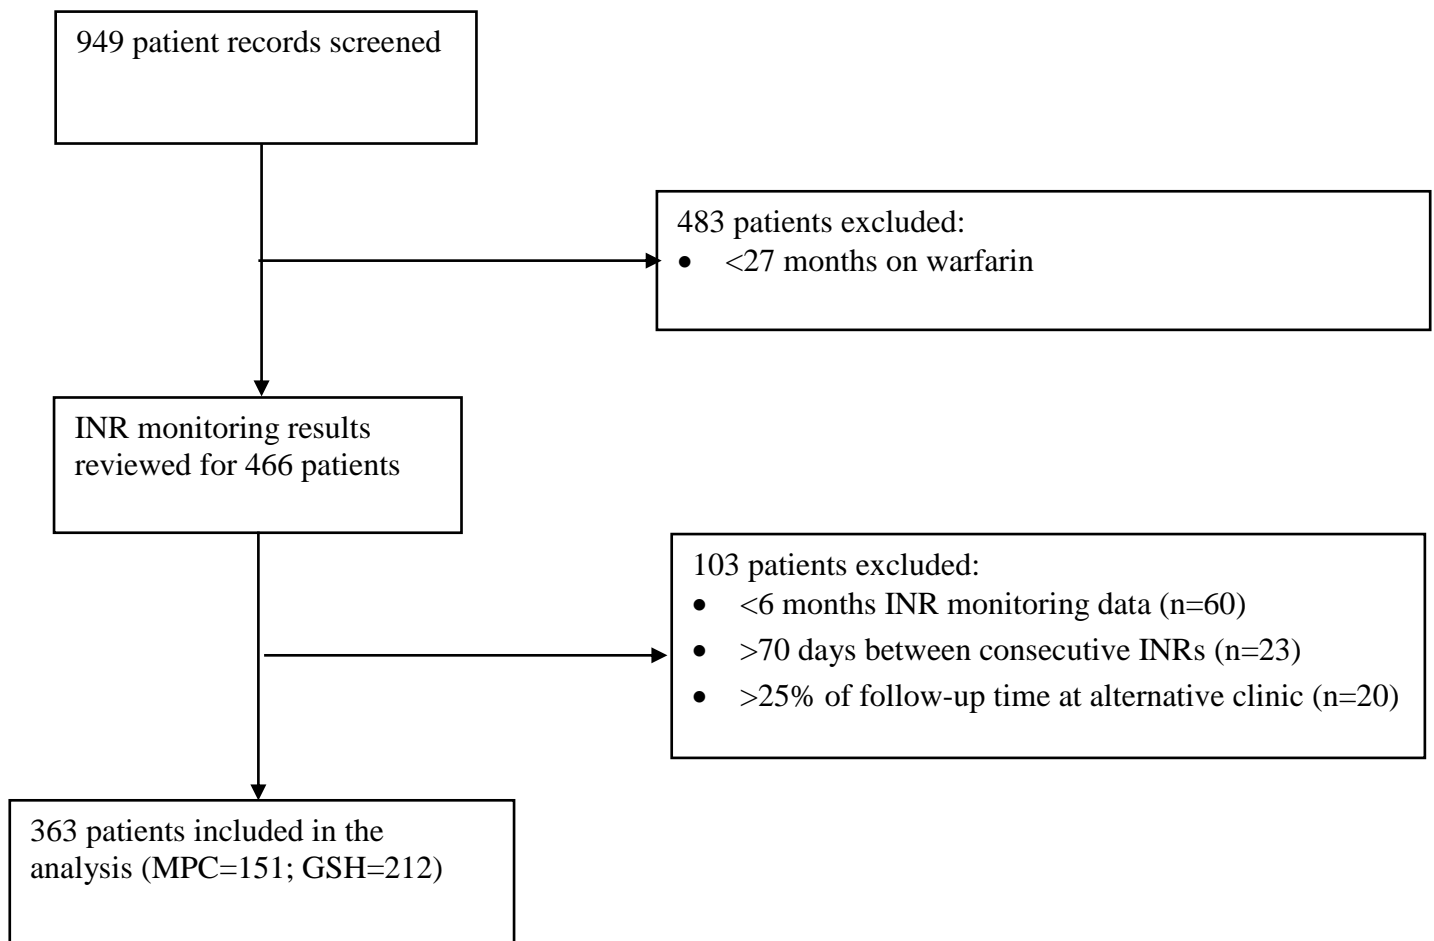 949 patient records screened
483 patients excluded:
• <27 months on warfarin
INR monitoring results
reviewed for 466 patients
103 patients excluded:
• <6 months INR monitoring data (n=60)
• >70 days between consecutive INRs (n=23)
• >25% of follow-up time at alternative clinic (n=20)
363 patients included in the
analysis (MPC=151; GSH=212)